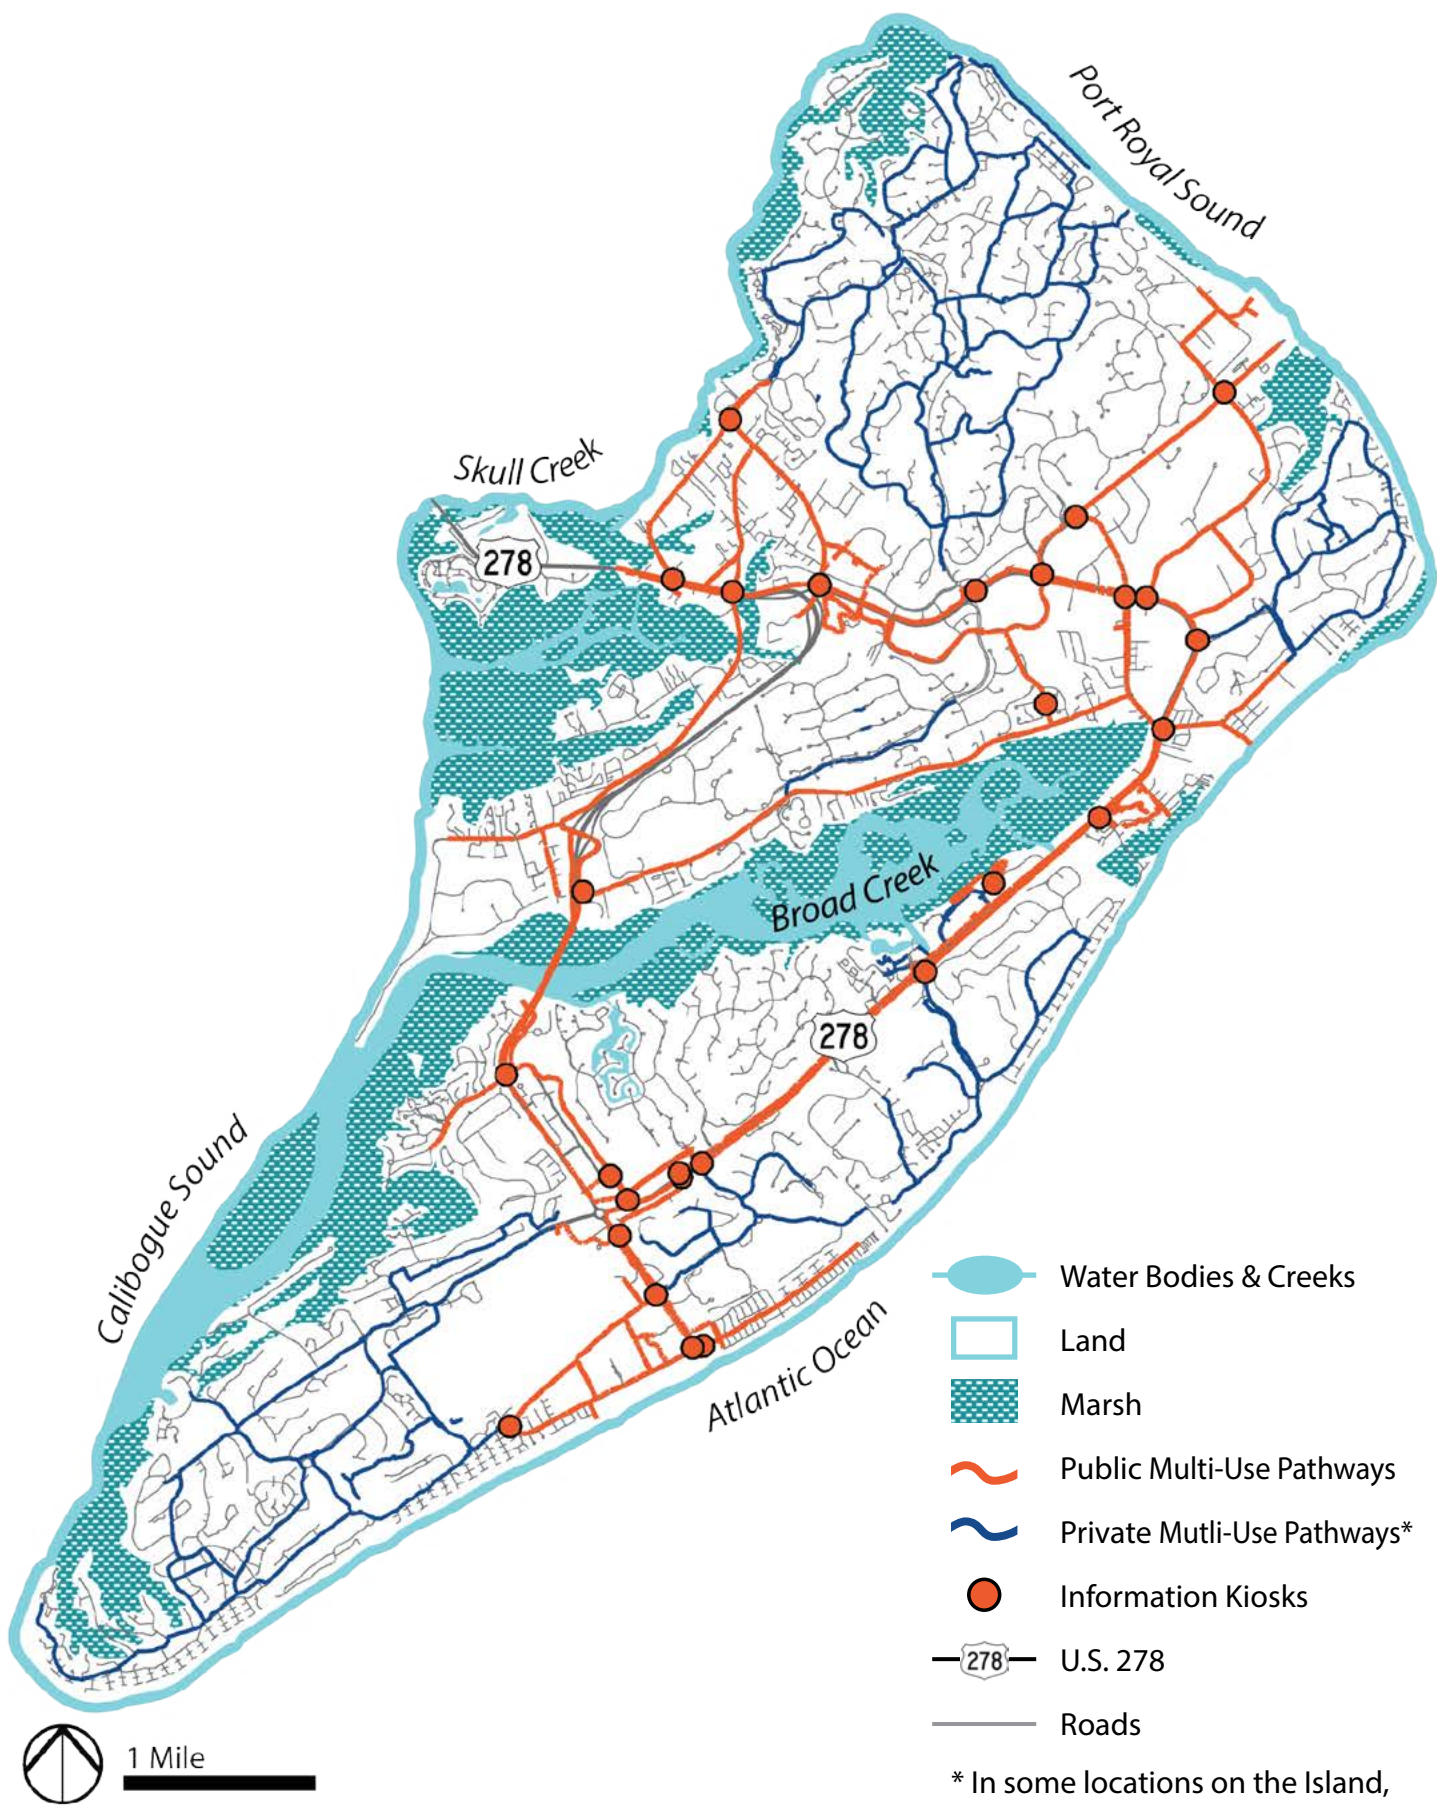 Port Royal Sound
Skull Creek
278
Broad Creek
278
Calibogue Sound
Atlantic Ocean
Water Bodies & Creeks
Land
Marsh
Public Multi-Use Pathways
Private Mutli-Use Pathways*
Information Kiosks
278 U.S. 278
Roads
1 Mile
* In some locations on the Island,